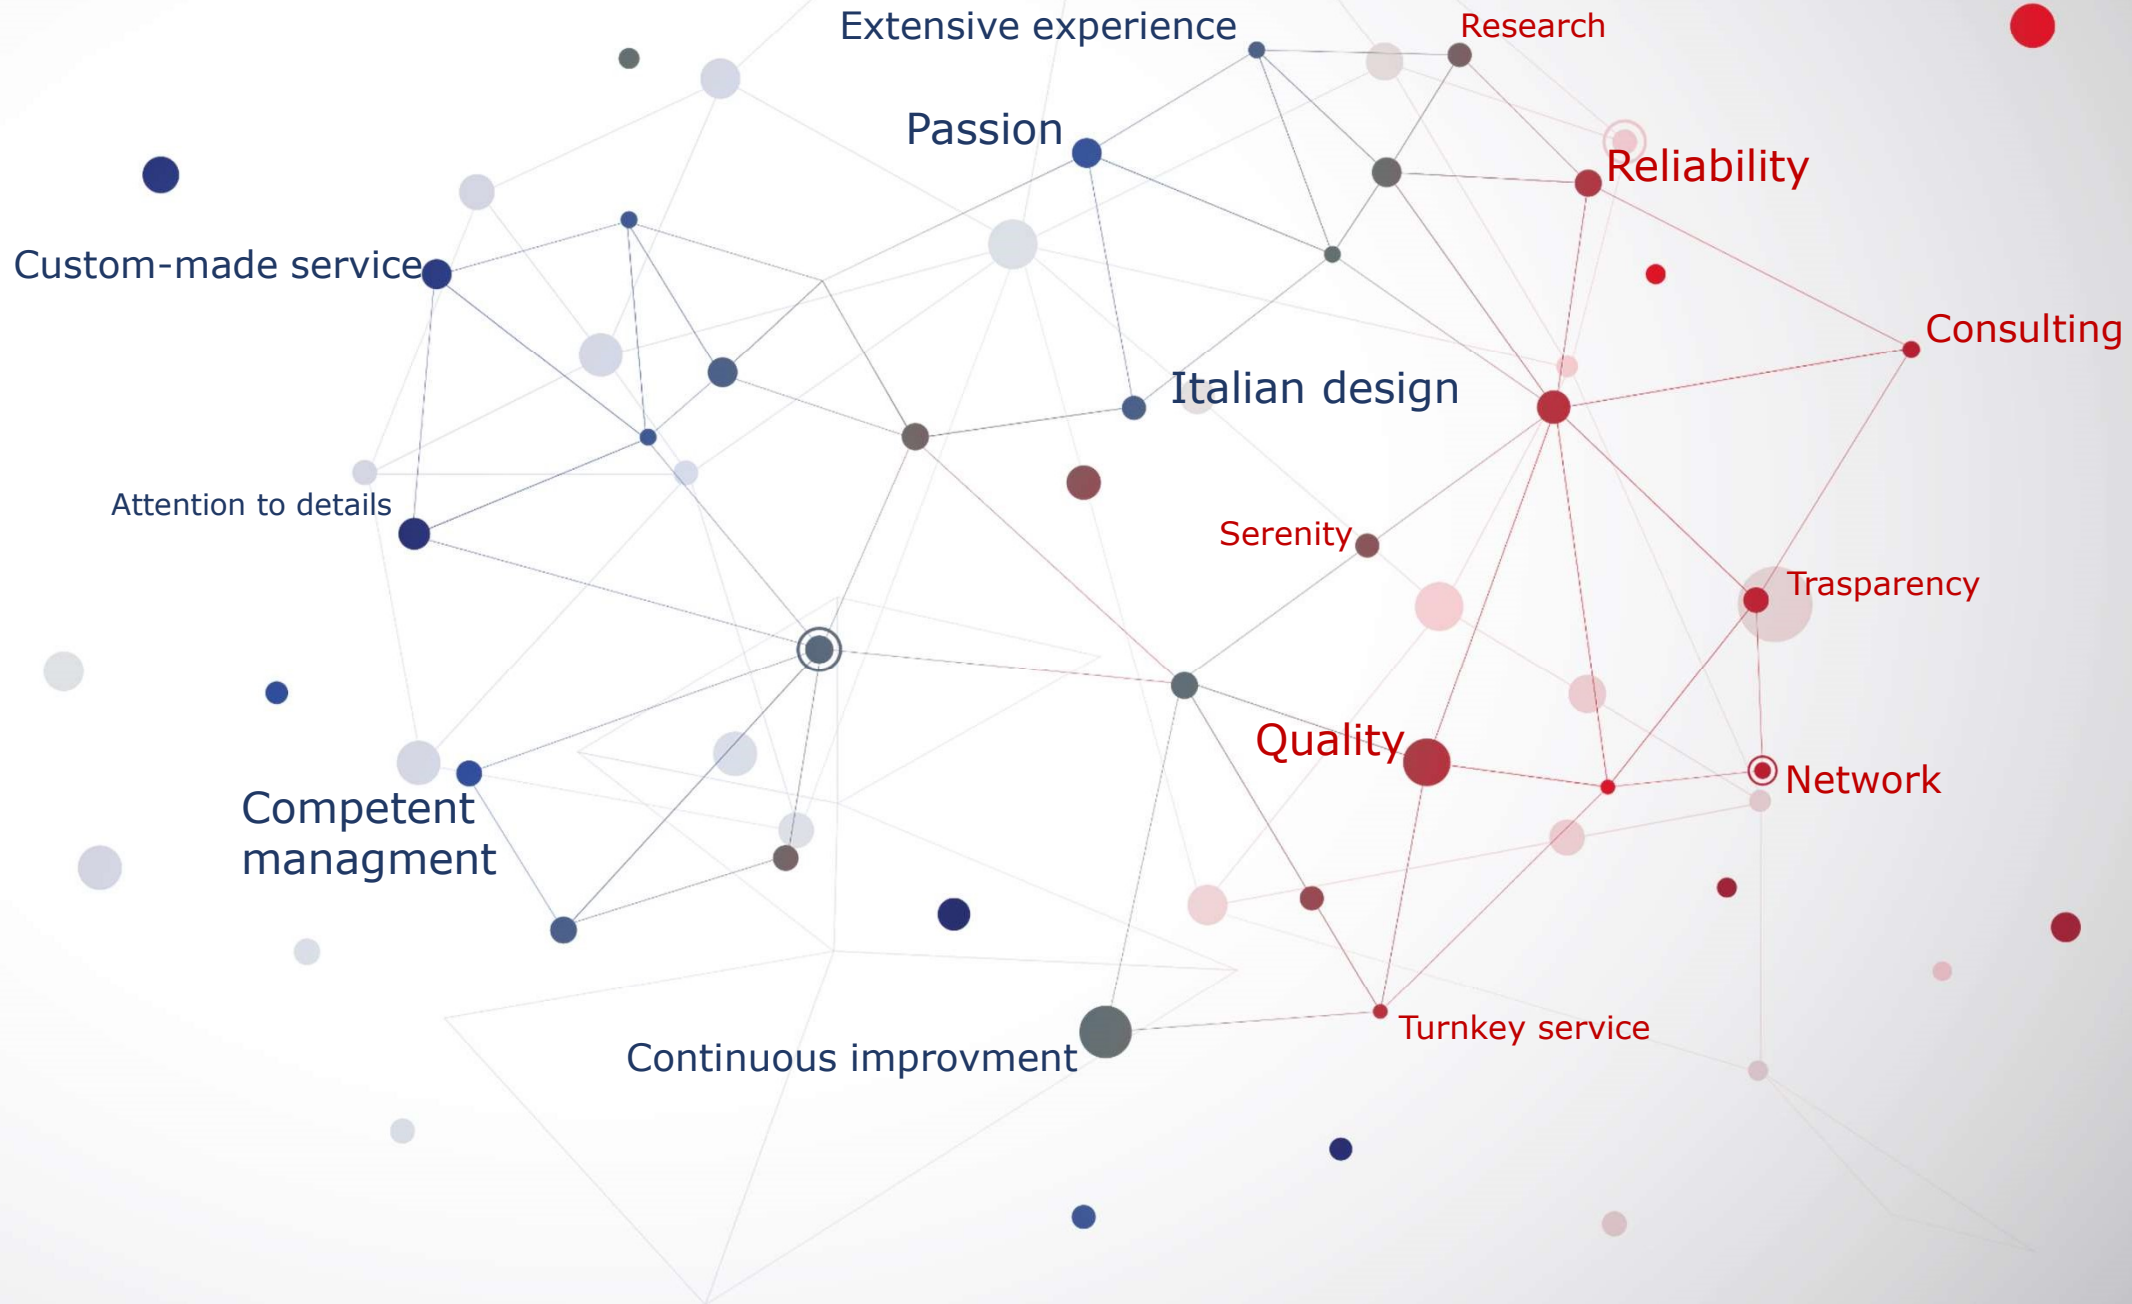 Extensive experience
Research
Passion
Reliability
Custom-made service
Consulting
Italian design
Attention to details
Serenity
Trasparency
Quality
Network
Competent
managment
Turnkey service
Continuous improvment